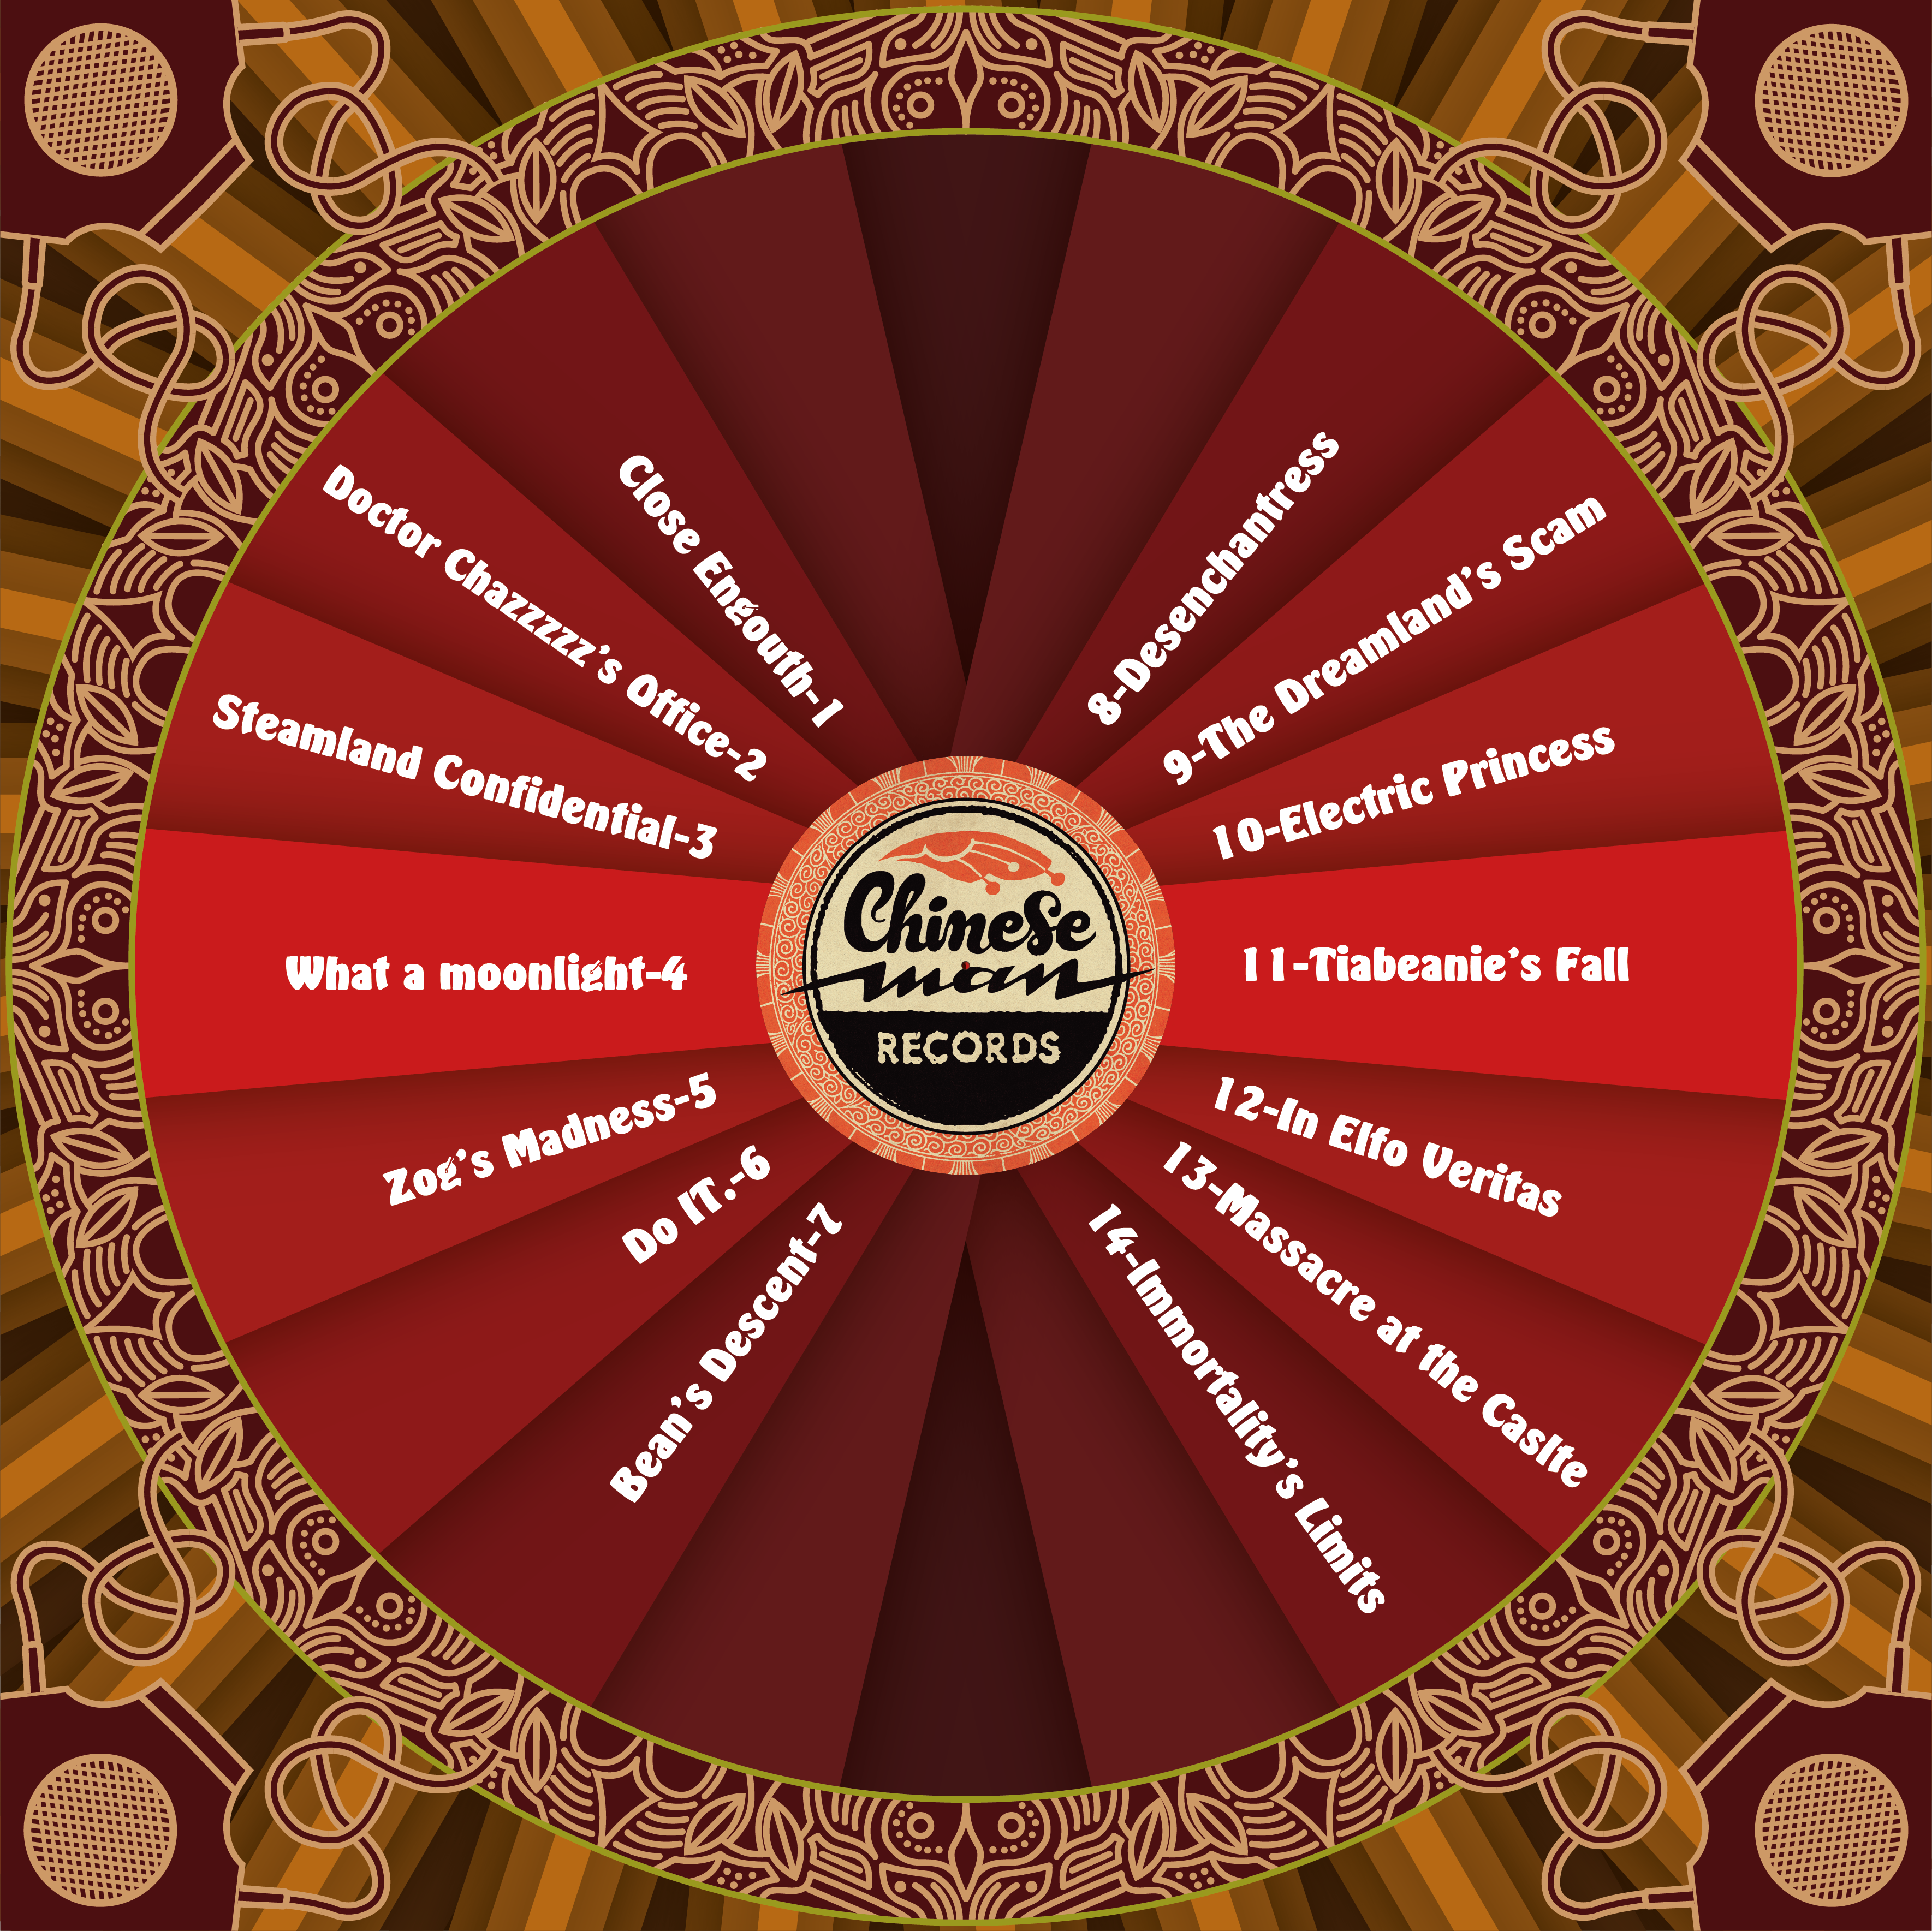 Close Engouth-1
Doctor Chazzzzz's Office-2
Steamland Confidential-3
What a moonlight-4
Zog's Madness-5
Do IT.-6
Bean's Descent-7
8-Desenchantress
9-The Dreamland's Scam
10-Electric Princess
11-Tiabeanie's Fall
12-In Elfo Veritas
13-Massacre at the Caslte
14-Immortality's Limits
Chinese
man
RECORDS